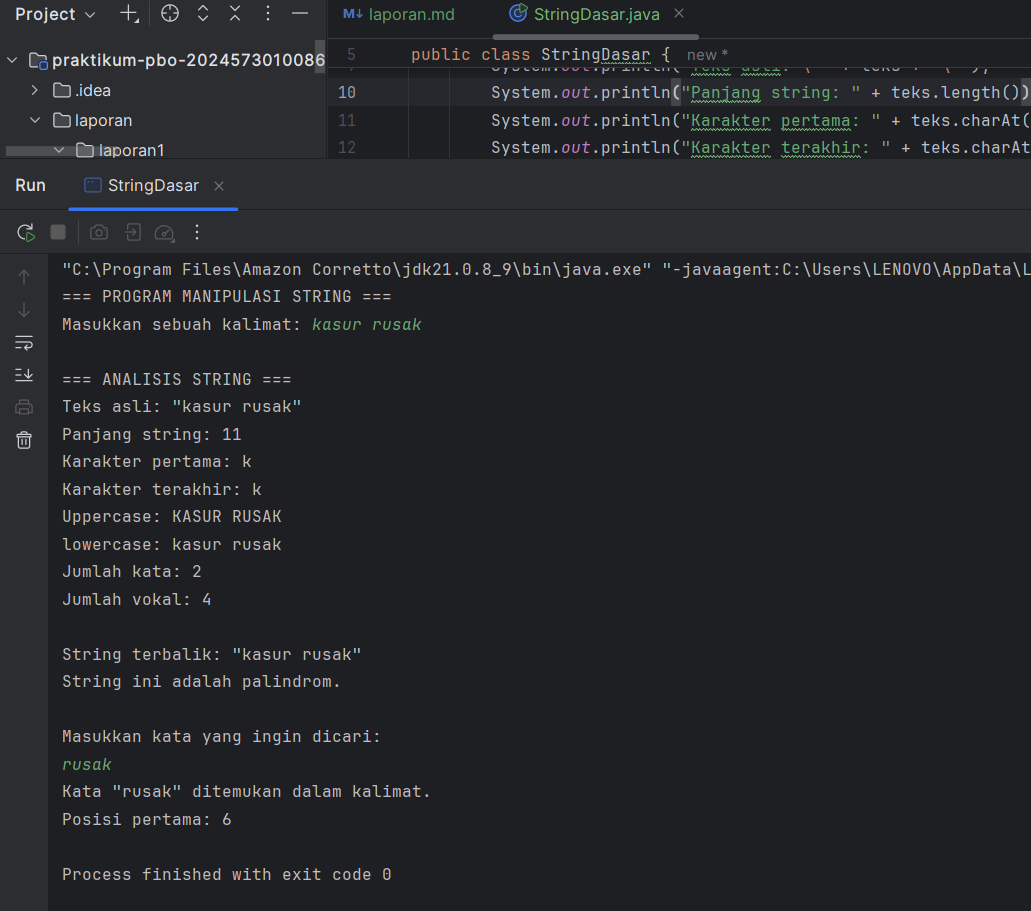 Project
praktikum-pbo-2024573010086
.idea
laporan
laporan1
M↓ laporan.md
StringDasar.java
5 public class StringDasar { new *
10 System.out.println("Panjang string: " + teks.length())
11 System.out.println("Karakter pertama: " + teks.charAt(
12 System.out.println("Karakter terakhir: " + teks.charAt
Run StringDasar
"C:\Program Files\Amazon Corretto\jdk21.0.8_9\bin\java.exe" "-javaagent:C:\Users\LENOVO\AppData\L
=== PROGRAM MANIPULASI STRING ===
Masukkan sebuah kalimat: kasur rusak
=== ANALISIS STRING ===
Teks asli: "kasur rusak"
Panjang string: 11
Karakter pertama: k
Karakter terakhir: k
Uppercase: KASUR RUSAK
lowercase: kasur rusak
Jumlah kata: 2
Jumlah vokal: 4
String terbalik: "kasur rusak"
String ini adalah palindrom.
Masukkan kata yang ingin dicari:
rusak
Kata "rusak" ditemukan dalam kalimat.
Posisi pertama: 6
Process finished with exit code 0